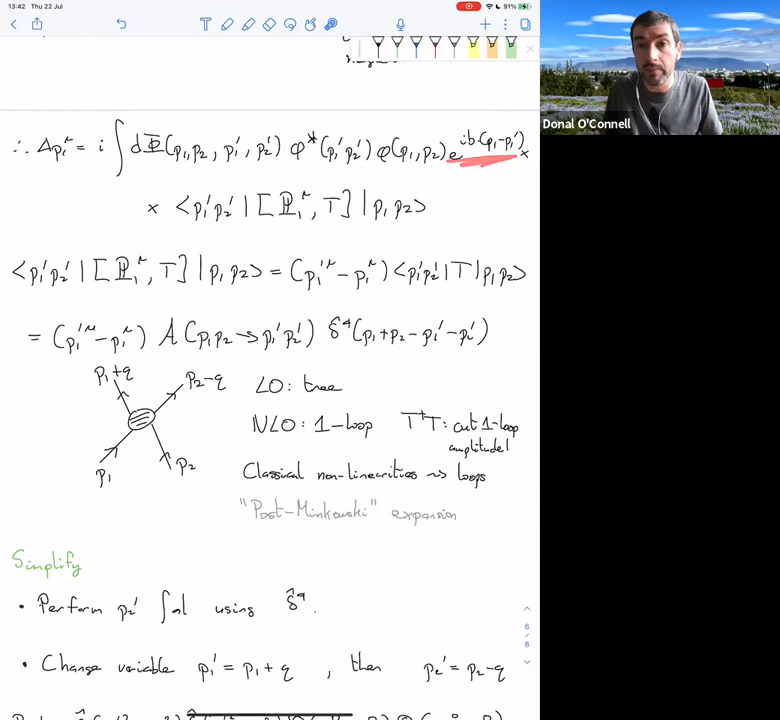 13:42 Thu 22 Jul
91%
∴ Δp₁^μ = i ∫ dΦ(p₁, p₂, p₁', p₂') φ*(p₁'p₂') φ(p₁, p₂) e^{ib·(p₁-p₁')} ×
× <p₁'p₂' | [ℙ₁^μ, T] | p₁ p₂>
<p₁'p₂' | [ℙ₁^μ, T] | p₁ p₂> = (p₁'^μ - p₁^μ) <p₁'p₂' |T| p₁ p₂>
= (p₁'^μ - p₁^μ) A(p₁ p₂ → p₁'p₂') δ̂⁴(p₁ + p₂ - p₁' - p₂')
p₁+q
p₂-q
p₁
p₂
LO: tree
NLO: 1-loop T†T: cut 1-loop
amplitude!
Classical non-linearities ⇝ loops
"Post-Minkowski" expansion
Simplify
• Perform p₂' ∫al using δ̂⁴.
• Change variable p₁' = p₁ + q , then p₂' = p₂ - q
Donal O'Connell
6
/
8